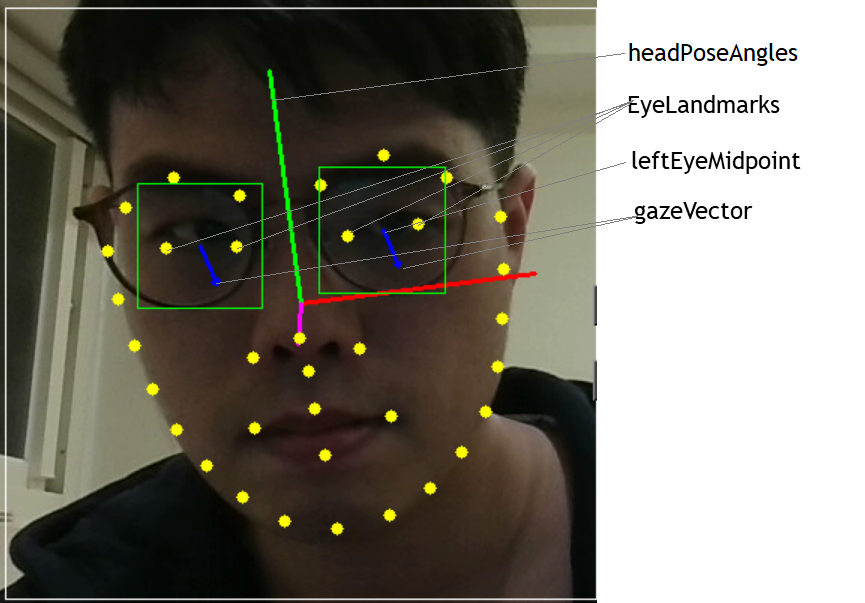 headPoseAngles
EyeLandmarks
leftEyeMidpoint
gazeVector